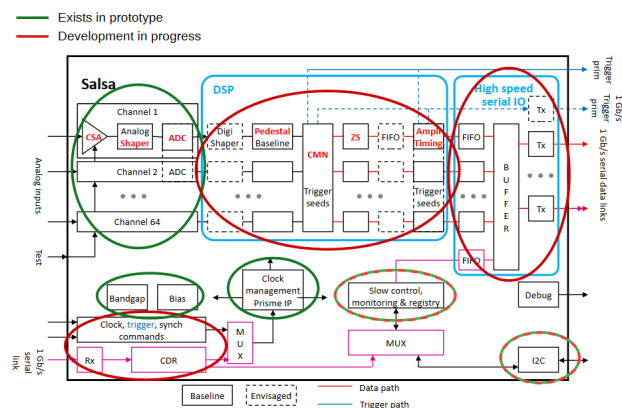 Exists in prototype
Development in progress
Salsa
DSP
High speed
serial IO
Trigger
prim
Trigger
prim
1 Gb/s
1 Gb/s serial data links
Channel 1
CSA
Analog
Shaper
ADC
Digi
Shaper
Pedestal
Baseline
CMN
Trigger
seeds
ZS
FIFO
Ampl
Timing
Trigger
seeds
FIFO
BUFFER
Tx
Tx
Tx
Channel 2
ADC
Channel 64
Analog inputs
Test
FIFO
Bandgap
Bias
Clock
management
Prisme IP
Slow control,
monitoring & registry
Debug
Clock, trigger, synch
commands
MUX
MUX
I2C
1 Gb/s
serial
link
Rx
CDR
Baseline
Envisaged
Data path
Trigger path